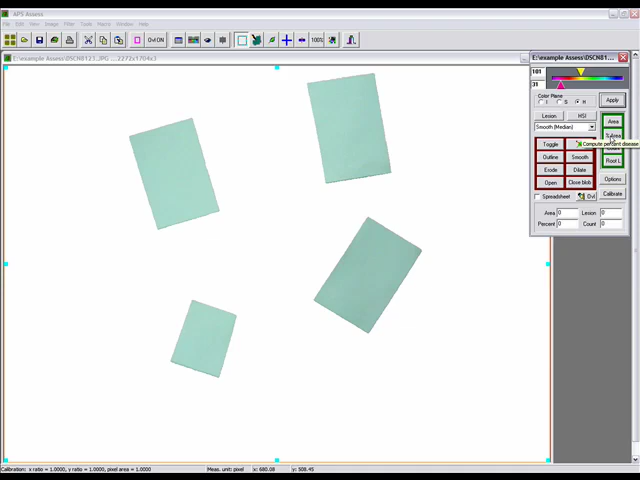 APS Assess
File Edit View Image Filter Tools Macro Window Help
Ovl ON
100%
E:\example Assess\DSCN8123.JPG ...2272x1704x3
E:\example Assess\DSCN81...
101
31
Color Plane
I S H
Apply
Lesion HSI
Area
Smooth (Median)
% Area
Compute percent disease
Toggle
Outline Smooth
Root L
Erode Dilate
Open Close blob
Options
Spreadsheet Ovl
Calibrate
Area 0 Lesion 0
Percent 0 Count 0
Calibration: x ratio = 1.0000, y ratio = 1.0000, pixel area = 1.0000 Meas. unit: pixel x: 680.08 y: 508.45